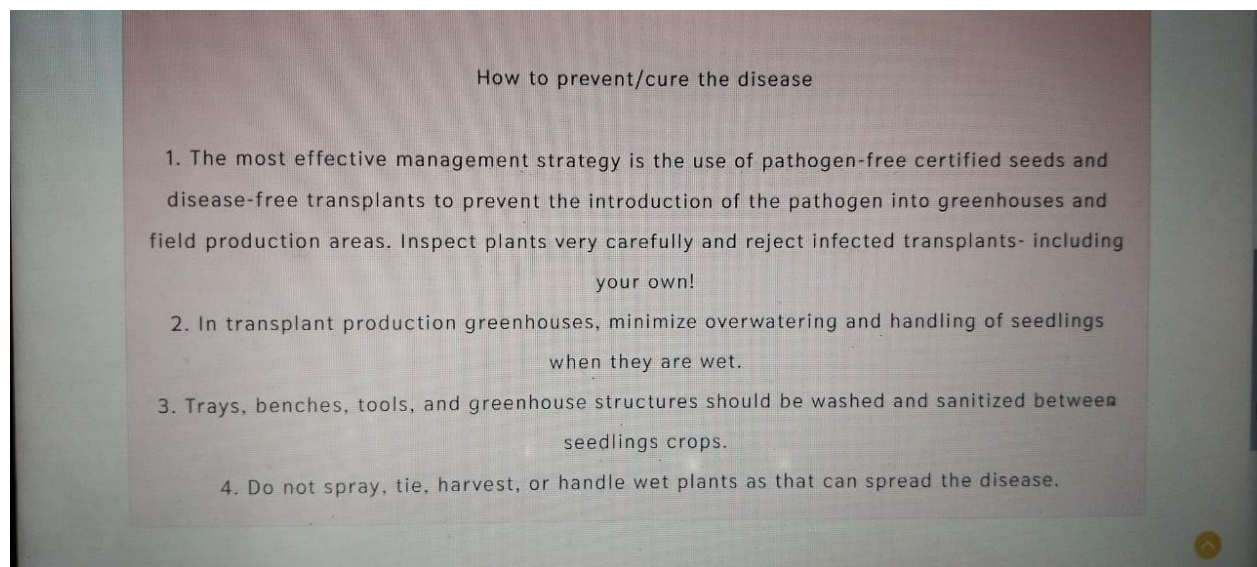 How to prevent/cure the disease
1. The most effective management strategy is the use of pathogen-free certified seeds and
disease-free transplants to prevent the introduction of the pathogen into greenhouses and
field production areas. Inspect plants very carefully and reject infected transplants- including
your own!
2. In transplant production greenhouses, minimize overwatering and handling of seedlings
when they are wet.
3. Trays, benches, tools, and greenhouse structures should be washed and sanitized between
seedlings crops.
4. Do not spray, tie, harvest, or handle wet plants as that can spread the disease.